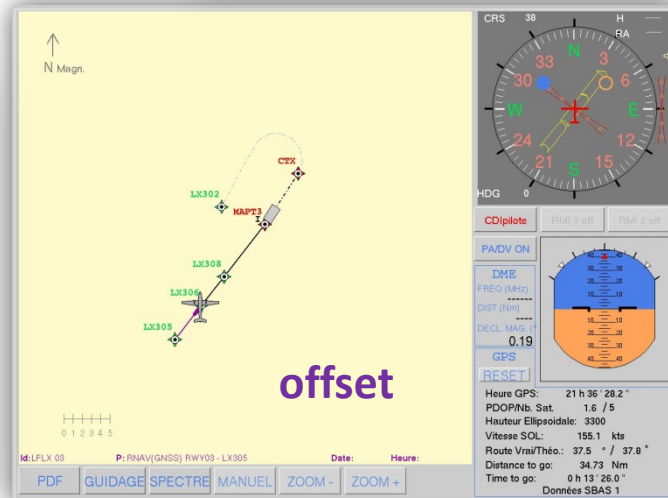 N Magn.
CTX
LX302
MAPT3
LX308
LX306
LX305
offset
0 1 2 3 4 5
Id:LFLX 03 P: RNAV(GNSS) RWY03 - LX305 Date: Heure:
PDF GUIDAGE SPECTRE MANUEL ZOOM - ZOOM +
CRS 38 H -----
RA -----
N
33 3
30 6
W E
24 12
21 15
S
HDG 0
CDIpilote RMI 1 off RMI 2 off
PA/DV ON
DME
FREQ (MHz)
------
DIST (Nm)
----
DECL. MAG. (°
0.19
GPS
RESET
Heure GPS: 21 h 36 ' 28.2 "
PDOP/Nb. Sat. 1.6 / 5
Hauteur Ellipsoidale: 3300
Vitesse SOL: 155.1 kts
Route Vrai/Théo.: 37.5 ° / 37.8 °
Distance to go: 34.73 Nm
Time to go: 0 h 13 ' 26.0 "
Données SBAS 1